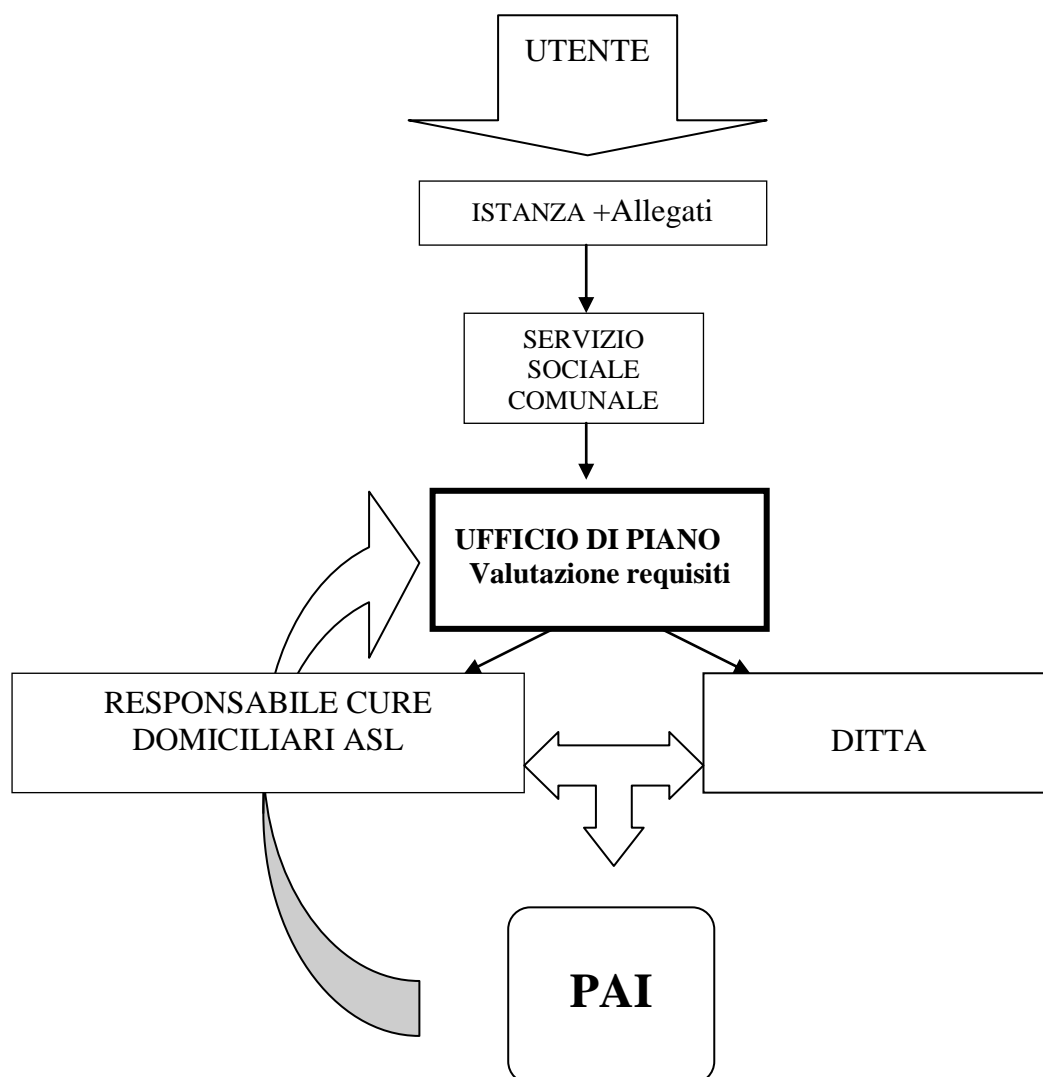 UTENTE
ISTANZA +Allegati
SERVIZIO
SOCIALE
COMUNALE
UFFICIO DI PIANO
Valutazione requisiti
RESPONSABILE CURE
DOMICILIARI ASL
DITTA
PAI